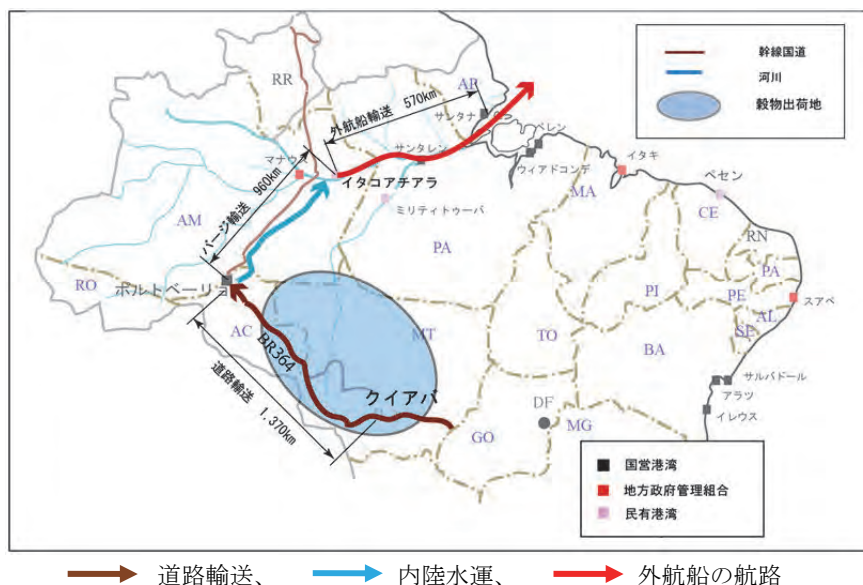 幹線国道
河川
穀物出荷地
RR
AP
外航船輸送 570km
サンタナ
ベレン
サンタレン
ウィアドコンデ
イタキ
マナウ
イタコアチアラ
ペセン
バージ輸送 960km
ミリティトゥーバ
MA
CE
AM
PA
RN
RO
ポルトベーリョ
PI
PA
PE
スアペ
AL
SE
AC
BR364
MT
TO
BA
道路輸送 1,370km
クイアバ
サルバドール
アラツ
イレウス
DF
GO
MG
国営港湾
地方政府管理組合
民有港湾
道路輸送、 内陸水運、 外航船の航路